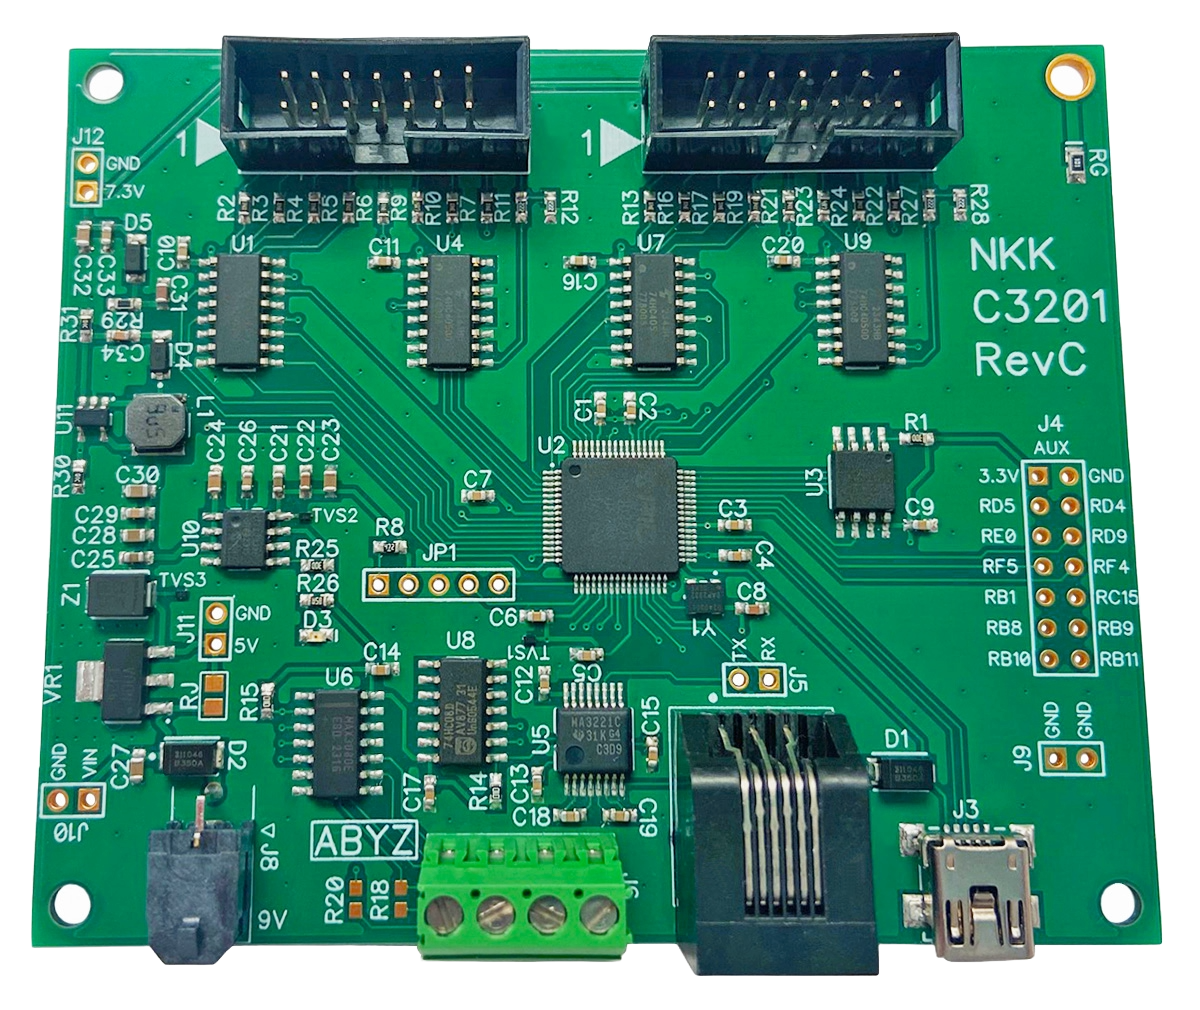 J12
GND
7.3V
1
1
RG
R2
R3
R4
R5
R6
R9
R10
R7
R11
R12
R13
R16
R17
R19
R21
R23
R24
R22
R27
R28
D5
C32
C33
C10
C31
U1
C11
U4
C16
U7
C20
U9
NKK
C3201
RevC
R31
R29
C34
D4
U11
L1
R30
C30
C29
C28
C25
C24
C26
C21
C22
C23
U10
TVS2
C1
C2
U2
C7
R8
JP1
C3
C4
R1
U3
C9
J4
AUX
3.3V
GND
RD5
RD4
RE0
RD9
RF5
RF4
RB1
RC15
RB8
RB9
RB10
RB11
Z1
TVS3
R25
R26
D3
J11
GND
5V
VR1
RJ
R15
C14
U6
U8
74HC06D
C6
TVS1
C5
C12
Y1
C8
TX
RX
J5
U5
MA3221C
31K G4
C3D9
C15
C13
C18
C19
C17
R14
GND
VIN
J10
C27
D2
B360A
J8
9V
ABYZ
R20
R18
D1
B360A
J3
J9
GND
GND